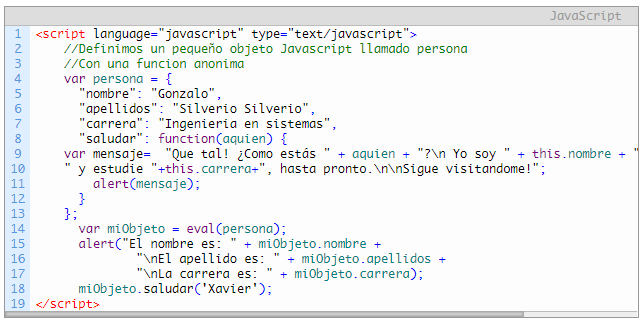 JavaScript
1 <script language="javascript" type="text/javascript">
2 //Definimos un pequeño objeto Javascript llamado persona
3 //Con una funcion anonima
4 var persona = {
5 "nombre": "Gonzalo",
6 "apellidos": "Silverio Silverio",
7 "carrera": "Ingenieria en sistemas",
8 "saludar": function(aquien) {
9 var mensaje= "Que tal! ¿Como estás " + aquien + "?\n Yo soy " + this.nombre + "
10 " y estudie "+this.carrera+", hasta pronto.\n\nSigue visitandome!";
11 alert(mensaje);
12 }
13 };
14 var miObjeto = eval(persona);
15 alert("El nombre es: " + miObjeto.nombre +
16 "\nEl apellido es: " + miObjeto.apellidos +
17 "\nLa carrera es: " + miObjeto.carrera);
18 miObjeto.saludar('Xavier');
19 </script>